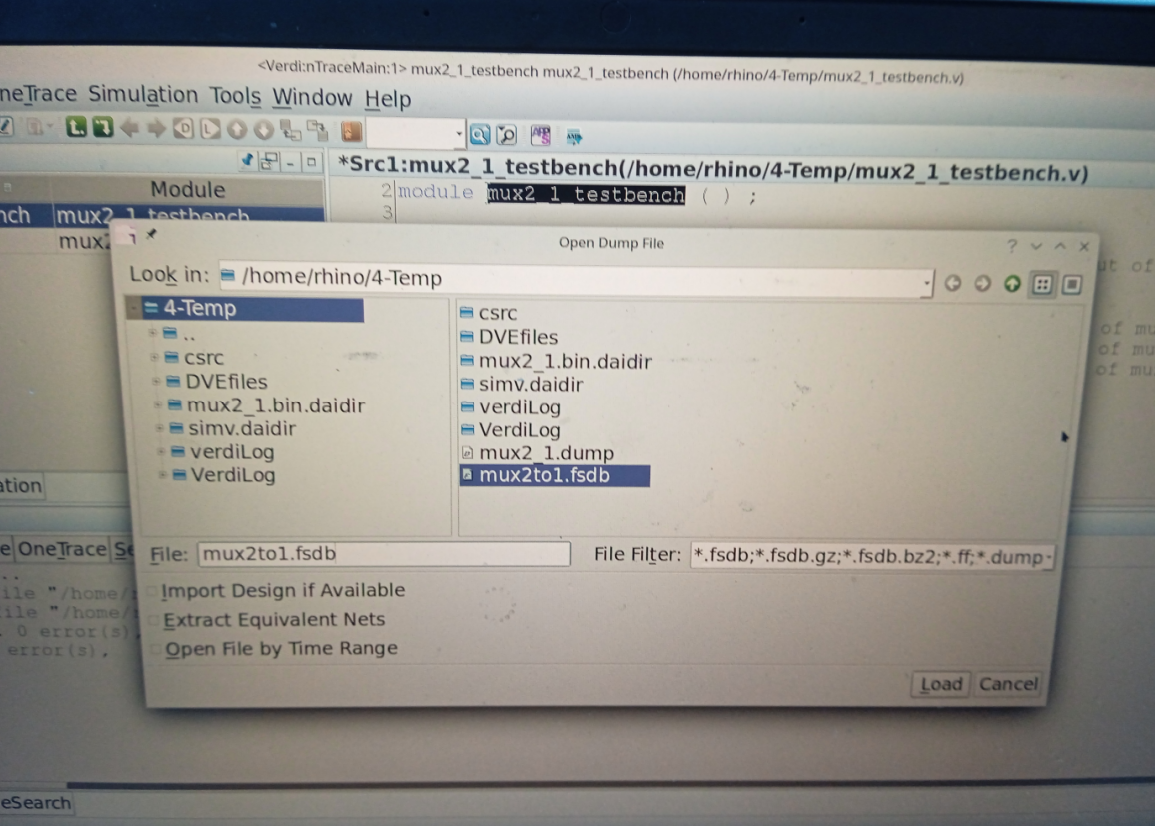 <Verdi:nTraceMain:1> mux2_1_testbench mux2_1_testbench (/home/rhino/4-Temp/mux2_1_testbench.v)
neTrace Simulation Tools Window Help
*Src1:mux2_1_testbench(/home/rhino/4-Temp/mux2_1_testbench.v)
Module
2 module mux2_1_testbench ( ) ;
nch mux2_1_testbench
3
mux2
Open Dump File
Look in: /home/rhino/4-Temp
ut of
4-Temp
..
csrc
DVEfiles
mux2_1.bin.daidir
simv.daidir
verdiLog
VerdiLog
csrc
DVEfiles
mux2_1.bin.daidir
simv.daidir
verdiLog
VerdiLog
mux2_1.dump
mux2to1.fsdb
of mu
of mu
of mu
ation
File: mux2to1.fsdb File Filter: *.fsdb;*.fsdb.gz;*.fsdb.bz2;*.ff;*.dump
e OneTrace Se
Import Design if Available
Extract Equivalent Nets
Open File by Time Range
..
ile "/home/
ile "/home/
. 0 error(s),
error(s),
Load Cancel
eSearch